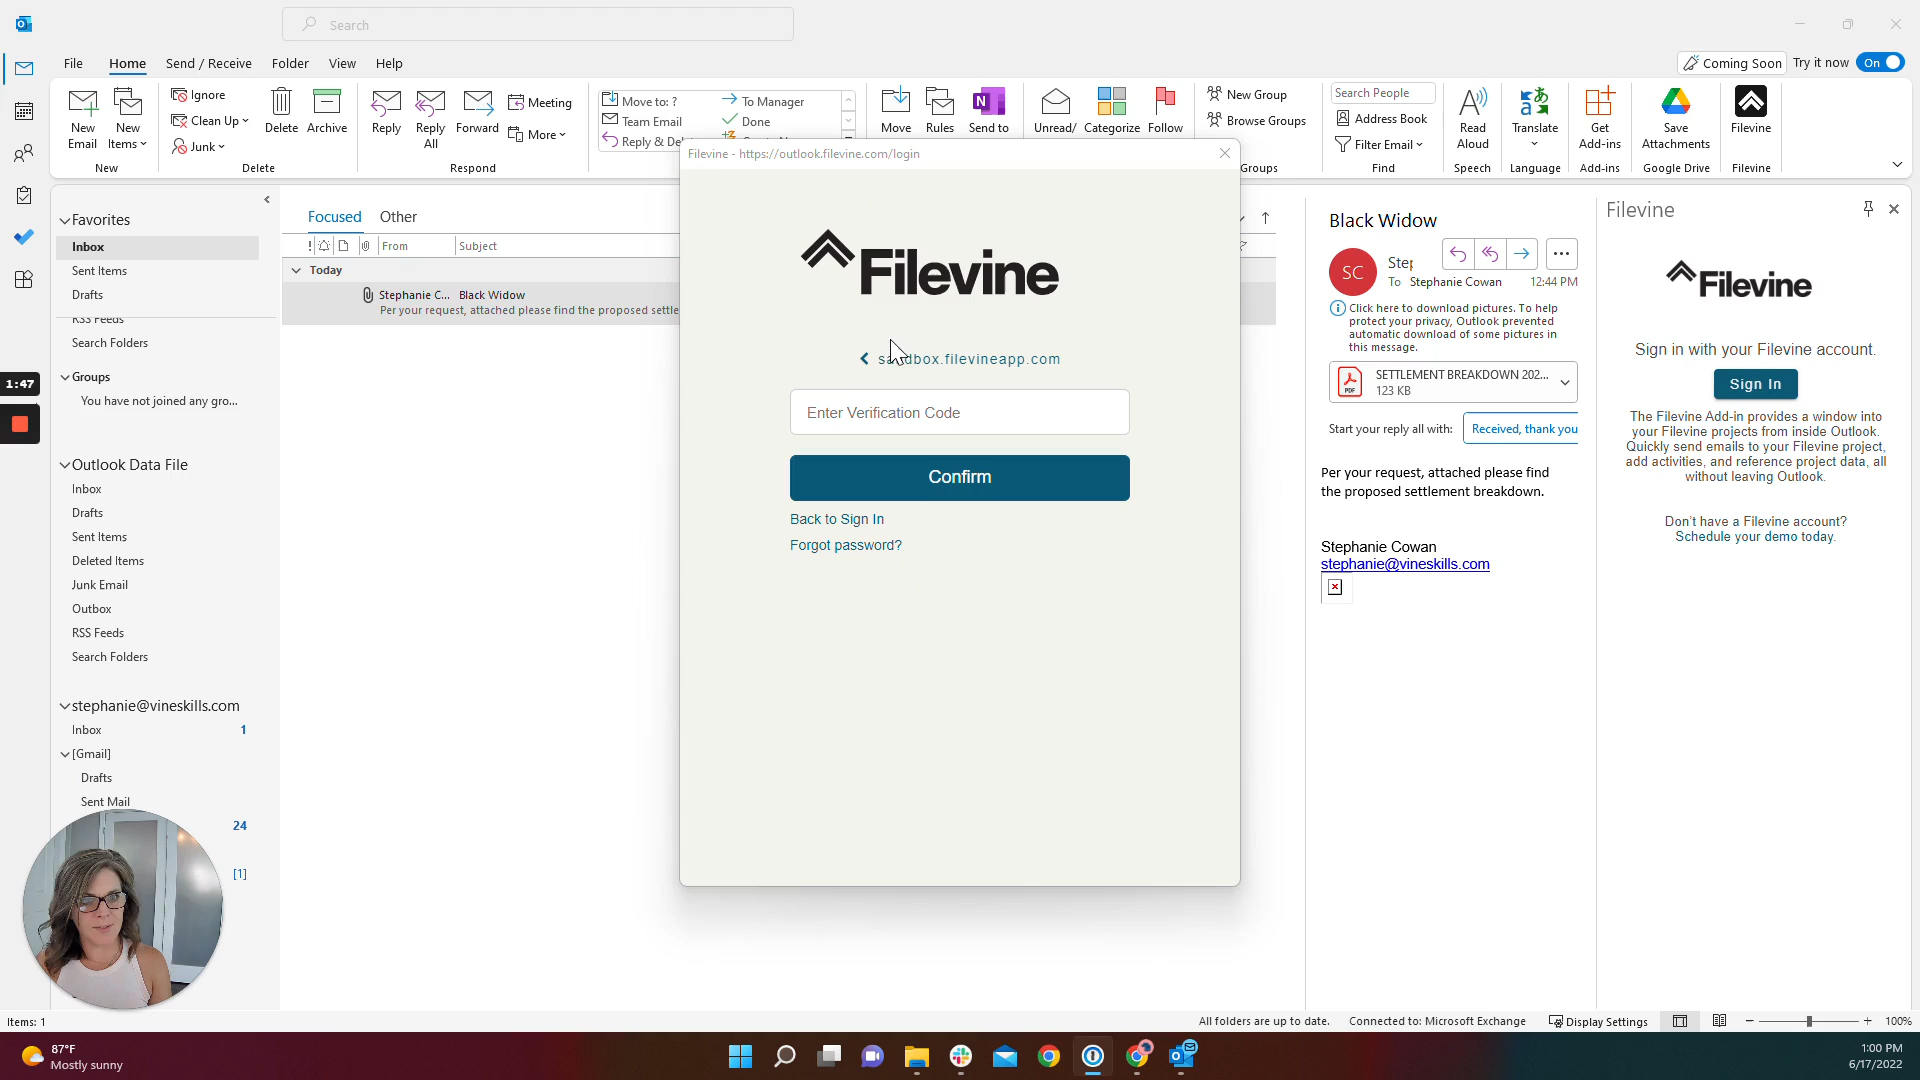 Search
File
Home
Send / Receive
Folder
View
Help
Coming Soon
Try it now
On
New
Email
New
Items
New
Ignore
Clean Up
Junk
Delete
Archive
Delete
Reply
Reply
All
Forward
Meeting
More
Respond
Move to: ?
Team Email
Reply & De
To Manager
Done
Move
Rules
Send to
Unread/
Categorize
Follow
New Group
Browse Groups
Groups
Search People
Address Book
Filter Email
Find
Read
Aloud
Speech
Translate
Language
Get
Add-ins
Add-ins
Save
Attachments
Google Drive
Filevine
Filevine
Favorites
Inbox
Sent Items
Drafts
RSS Feeds
Search Folders
Groups
You have not joined any gro...
Outlook Data File
Inbox
Drafts
Sent Items
Deleted Items
Junk Email
Outbox
RSS Feeds
Search Folders
stephanie@vineskills.com
Inbox 1
[Gmail]
Drafts
Sent Mail
24
[1]
1:47
Focused
Other
From
Subject
Today
Stephanie C... Black Widow
Per your request, attached please find the proposed settle
Filevine - https://outlook.filevine.com/login
Filevine
sandbox.filevineapp.com
Enter Verification Code
Confirm
Back to Sign In
Forgot password?
Black Widow
SC
Step
To Stephanie Cowan
12:44 PM
Click here to download pictures. To help
protect your privacy, Outlook prevented
automatic download of some pictures in
this message.
PDF
SETTLEMENT BREAKDOWN 202...
123 KB
Start your reply all with:
Received, thank you
Per your request, attached please find
the proposed settlement breakdown.
Stephanie Cowan
stephanie@vineskills.com
Filevine
Filevine
Sign in with your Filevine account.
Sign In
The Filevine Add-in provides a window into
your Filevine projects from inside Outlook.
Quickly send emails to your Filevine project,
add activities, and reference project data, all
without leaving Outlook.
Don't have a Filevine account?
Schedule your demo today.
Items: 1
All folders are up to date.
Connected to: Microsoft Exchange
Display Settings
100%
87°F
Mostly sunny
1:00 PM
6/17/2022